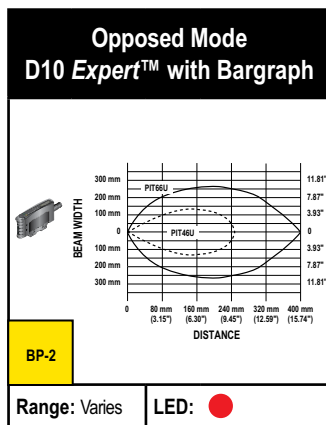 Opposed Mode
D10 Expert™ with Bargraph
BEAM WIDTH
300 mm
200 mm
100 mm
0
100 mm
200 mm
300 mm
PIT66U
PIT46U
11.81"
7.87"
3.93"
0
3.93"
7.87"
11.81"
0 80 mm 160 mm 240 mm 320 mm 400 mm
(3.15") (6.30") (9.45") (12.59") (15.74")
DISTANCE
BP-2
Range: Varies LED: